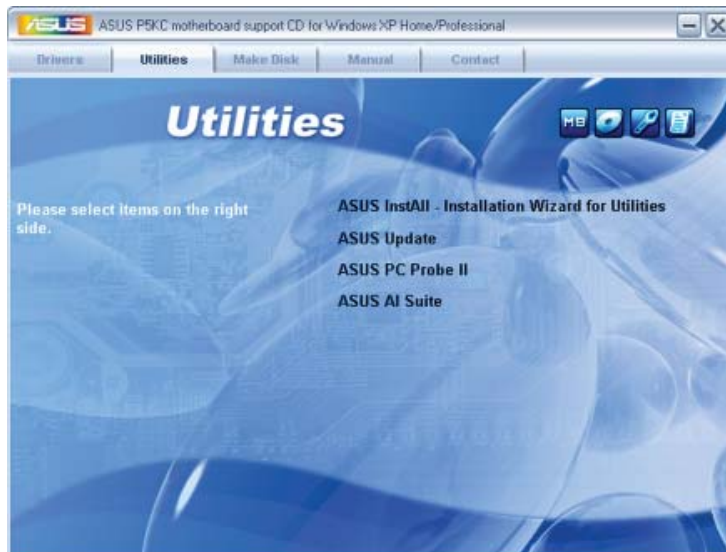 ASUS ASUS P5KC motherboard support CD for Windows XP Home/Professional
Drivers Utilities Make Disk Manual Contact
Utilities
MB
Please select items on the right
side.
ASUS InstAll - Installation Wizard for Utilities
ASUS Update
ASUS PC Probe II
ASUS AI Suite